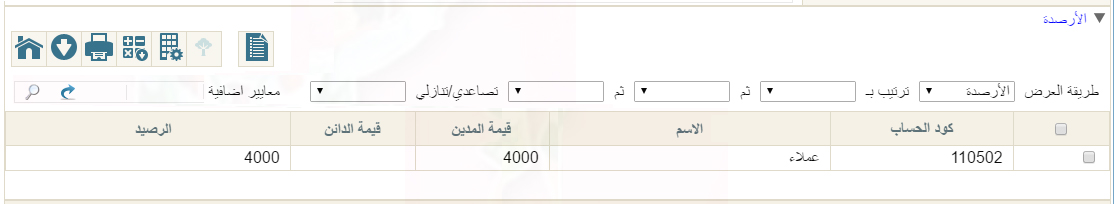 الأرصدة
طريقة العرض الأرصدة ترتيب بـ ثم ثم تصاعدي/تنازلي معايير اضافية
كود الحساب الاسم قيمة المدين قيمة الدائن الرصيد
110502 عملاء 4000 4000